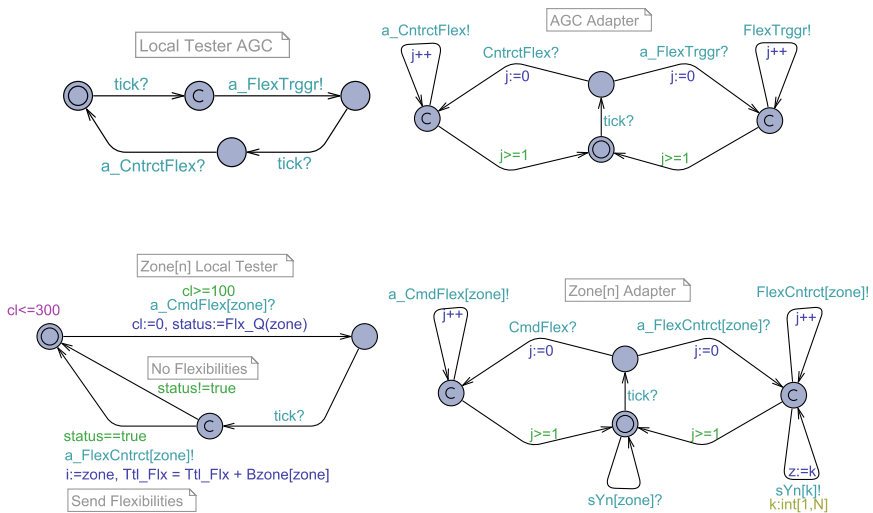 Local Tester AGC
tick?
C
a_FlexTrggr!
a_CntrctFlex?
tick?
AGC Adapter
a_CntrctFlex!
j++
CntrctFlex?
j:=0
a_FlexTrggr?
j:=0
FlexTrggr!
j++
C
C
tick?
j>=1
j>=1
Zone[n] Local Tester
cl<=300
cl>=100
a_CmdFlex[zone]?
cl:=0, status:=Flx_Q(zone)
No Flexibilities
status!=true
tick?
C
status==true
a_FlexCntrct[zone]!
i:=zone, Ttl_Flx = Ttl_Flx + Bzone[zone]
Send Flexibilities
Zone[n] Adapter
a_CmdFlex[zone]!
j++
CmdFlex?
j:=0
a_FlexCntrct[zone]?
j:=0
FlexCntrct[zone]!
j++
C
C
tick?
j>=1
j>=1
z:=k
sYn[zone]?
sYn[k]!
k:int[1,N]